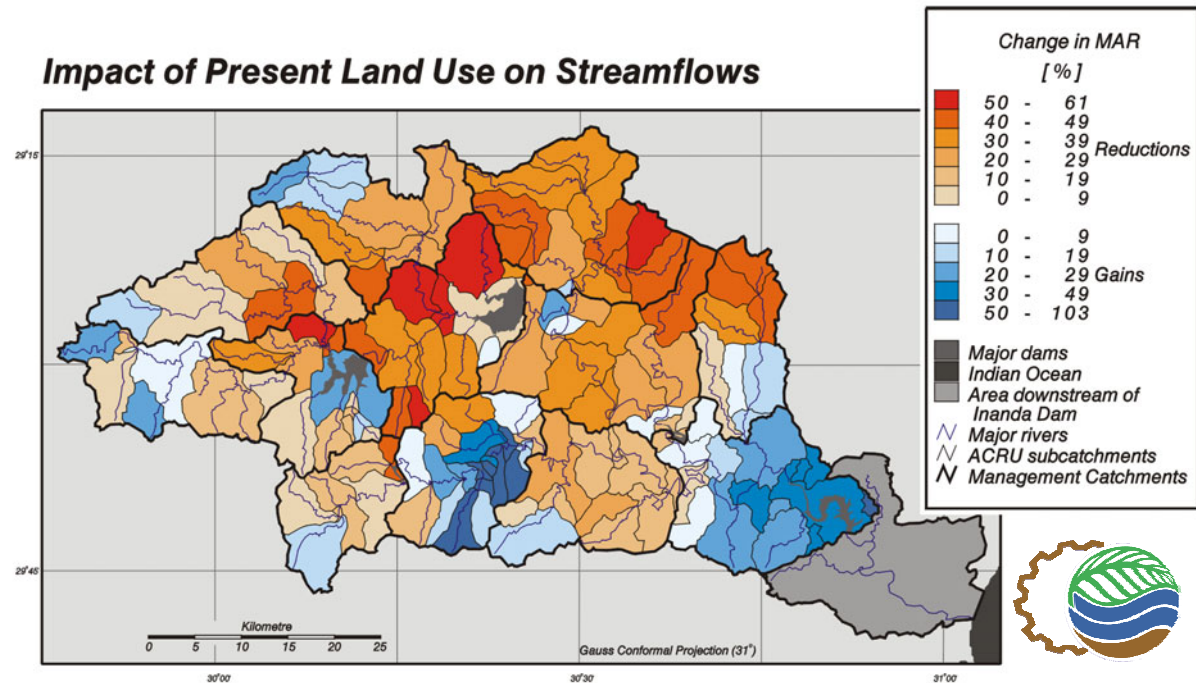 Impact of Present Land Use on Streamflows
Change in MAR
[ % ]
50 - 61
40 - 49
30 - 39
20 - 29
10 - 19
0 - 9
Reductions
0 - 9
10 - 19
20 - 29
30 - 49
50 - 103
Gains
Major dams
Indian Ocean
Area downstream of
Inanda Dam
Major rivers
ACRU subcatchments
Management Catchments
29°15'
29°45'
Kilometre
0 5 10 15 20 25
Gauss Conformal Projection (31°)
30°00'
30°30'
31°00'